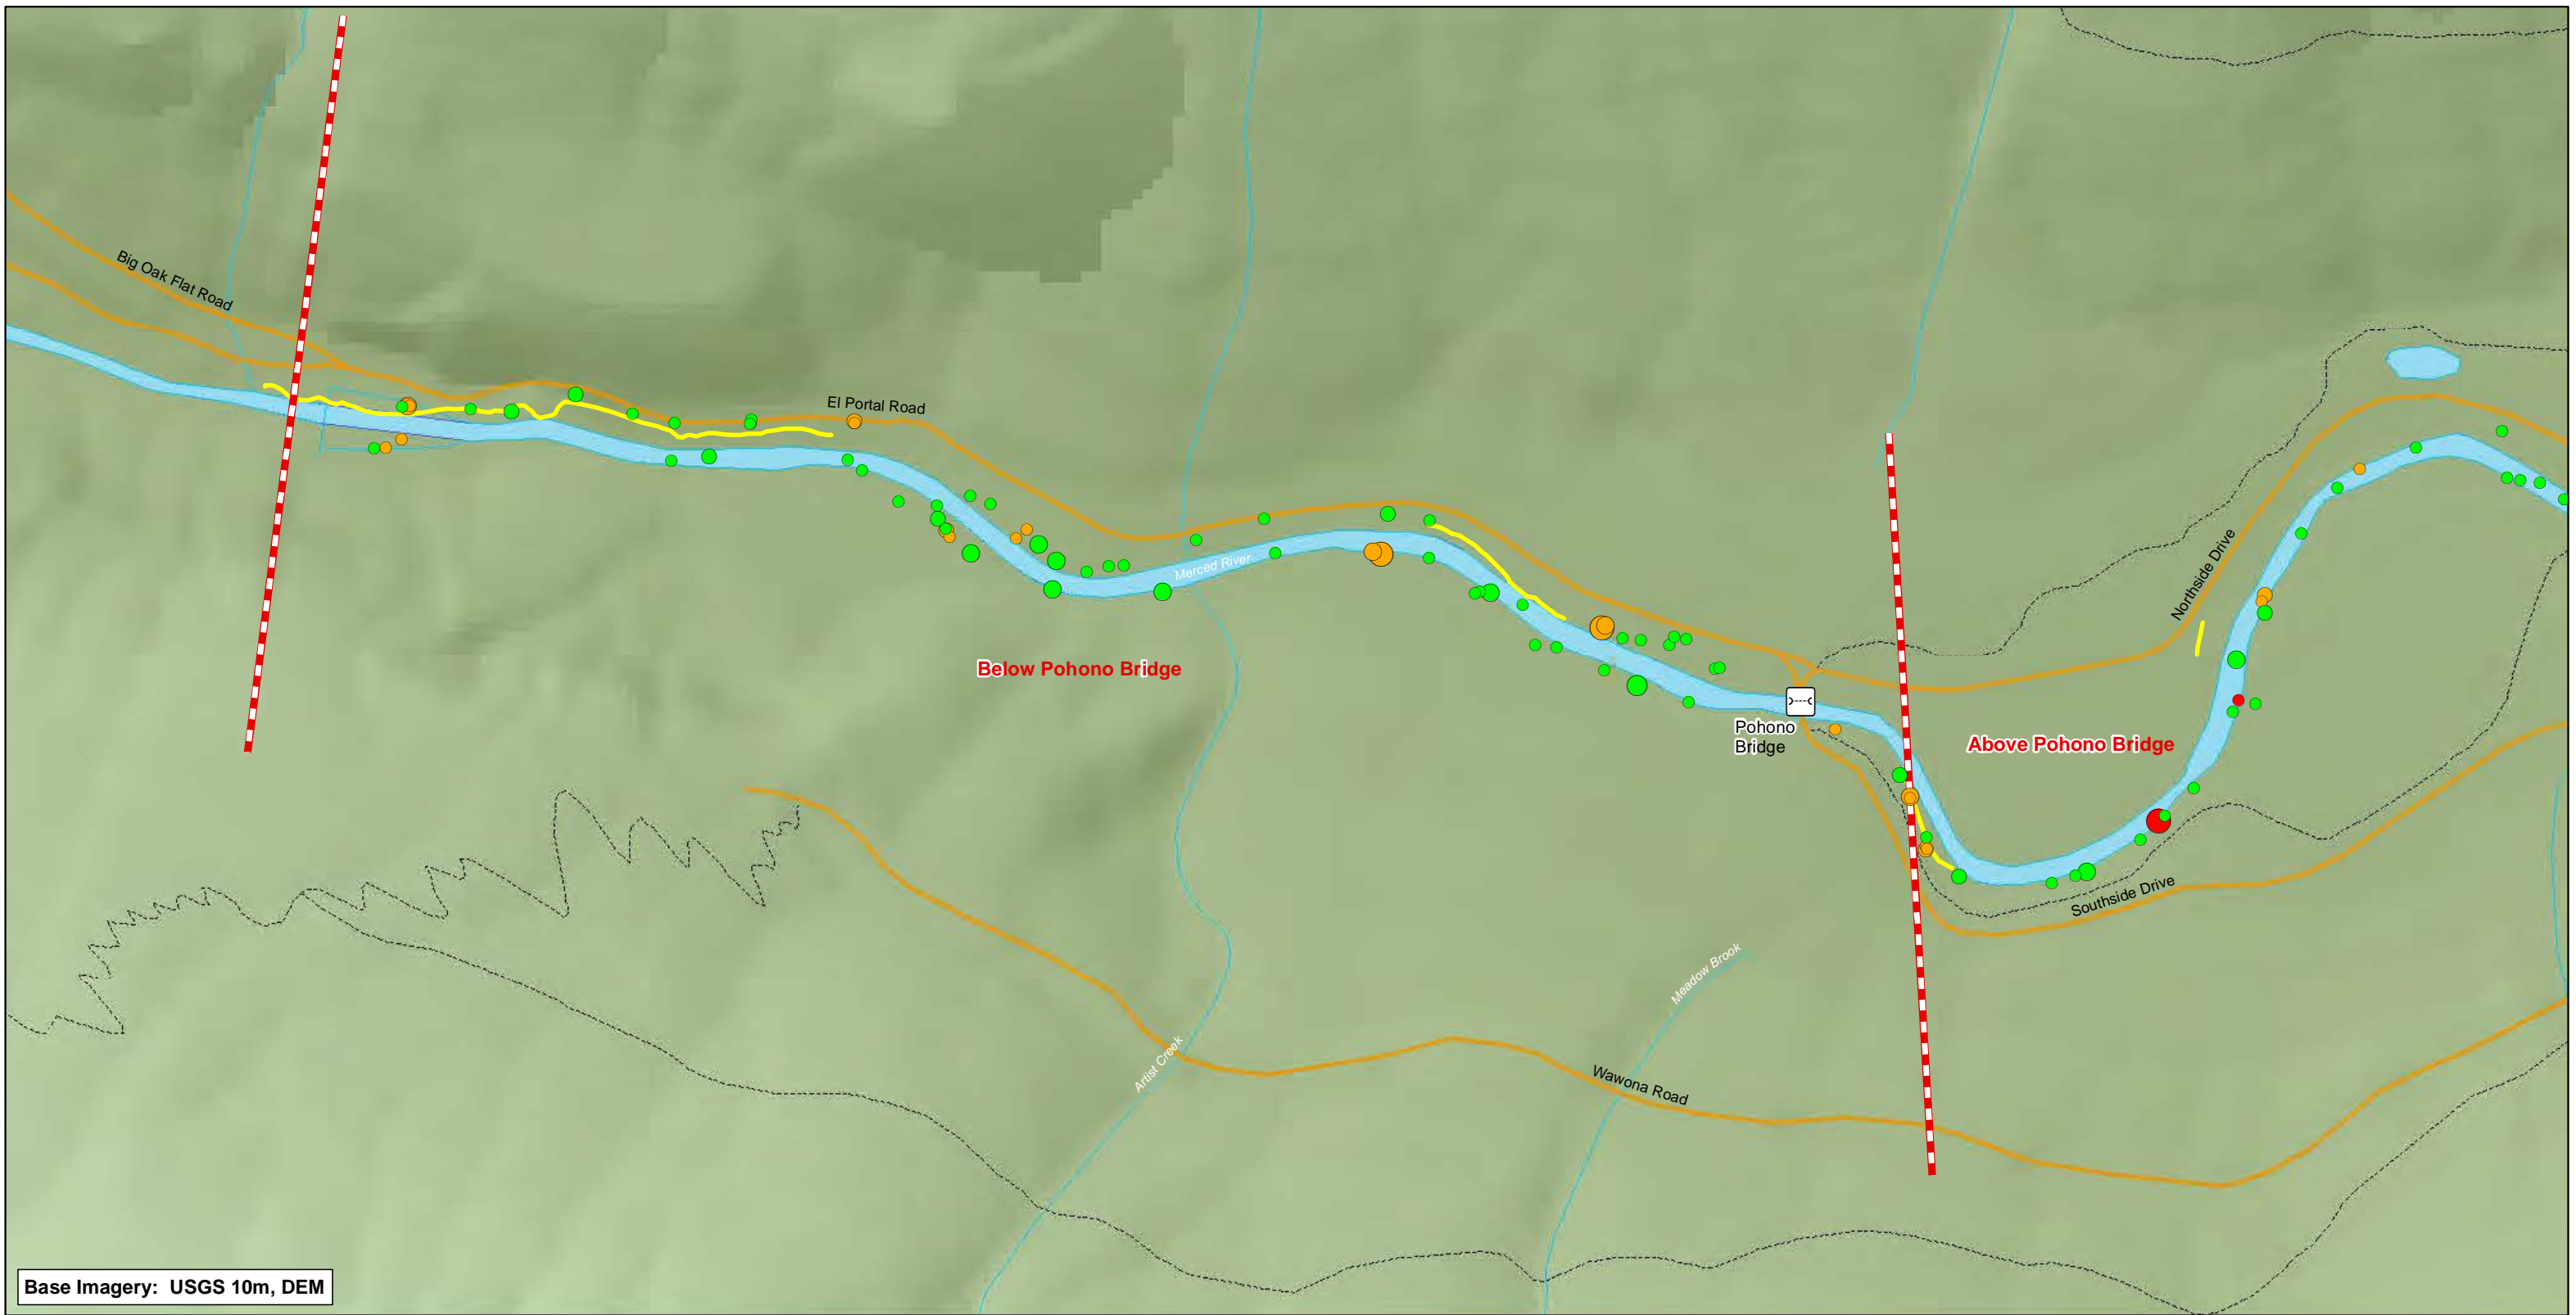 Big Oak Flat Road
El Portal Road
Merced River
Northside Drive
Below Pohono Bridge
Pohono
Bridge
Above Pohono Bridge
Southside Drive
Meadow Brook
Artist Creek
Wawona Road
Base Imagery:  USGS 10m, DEM